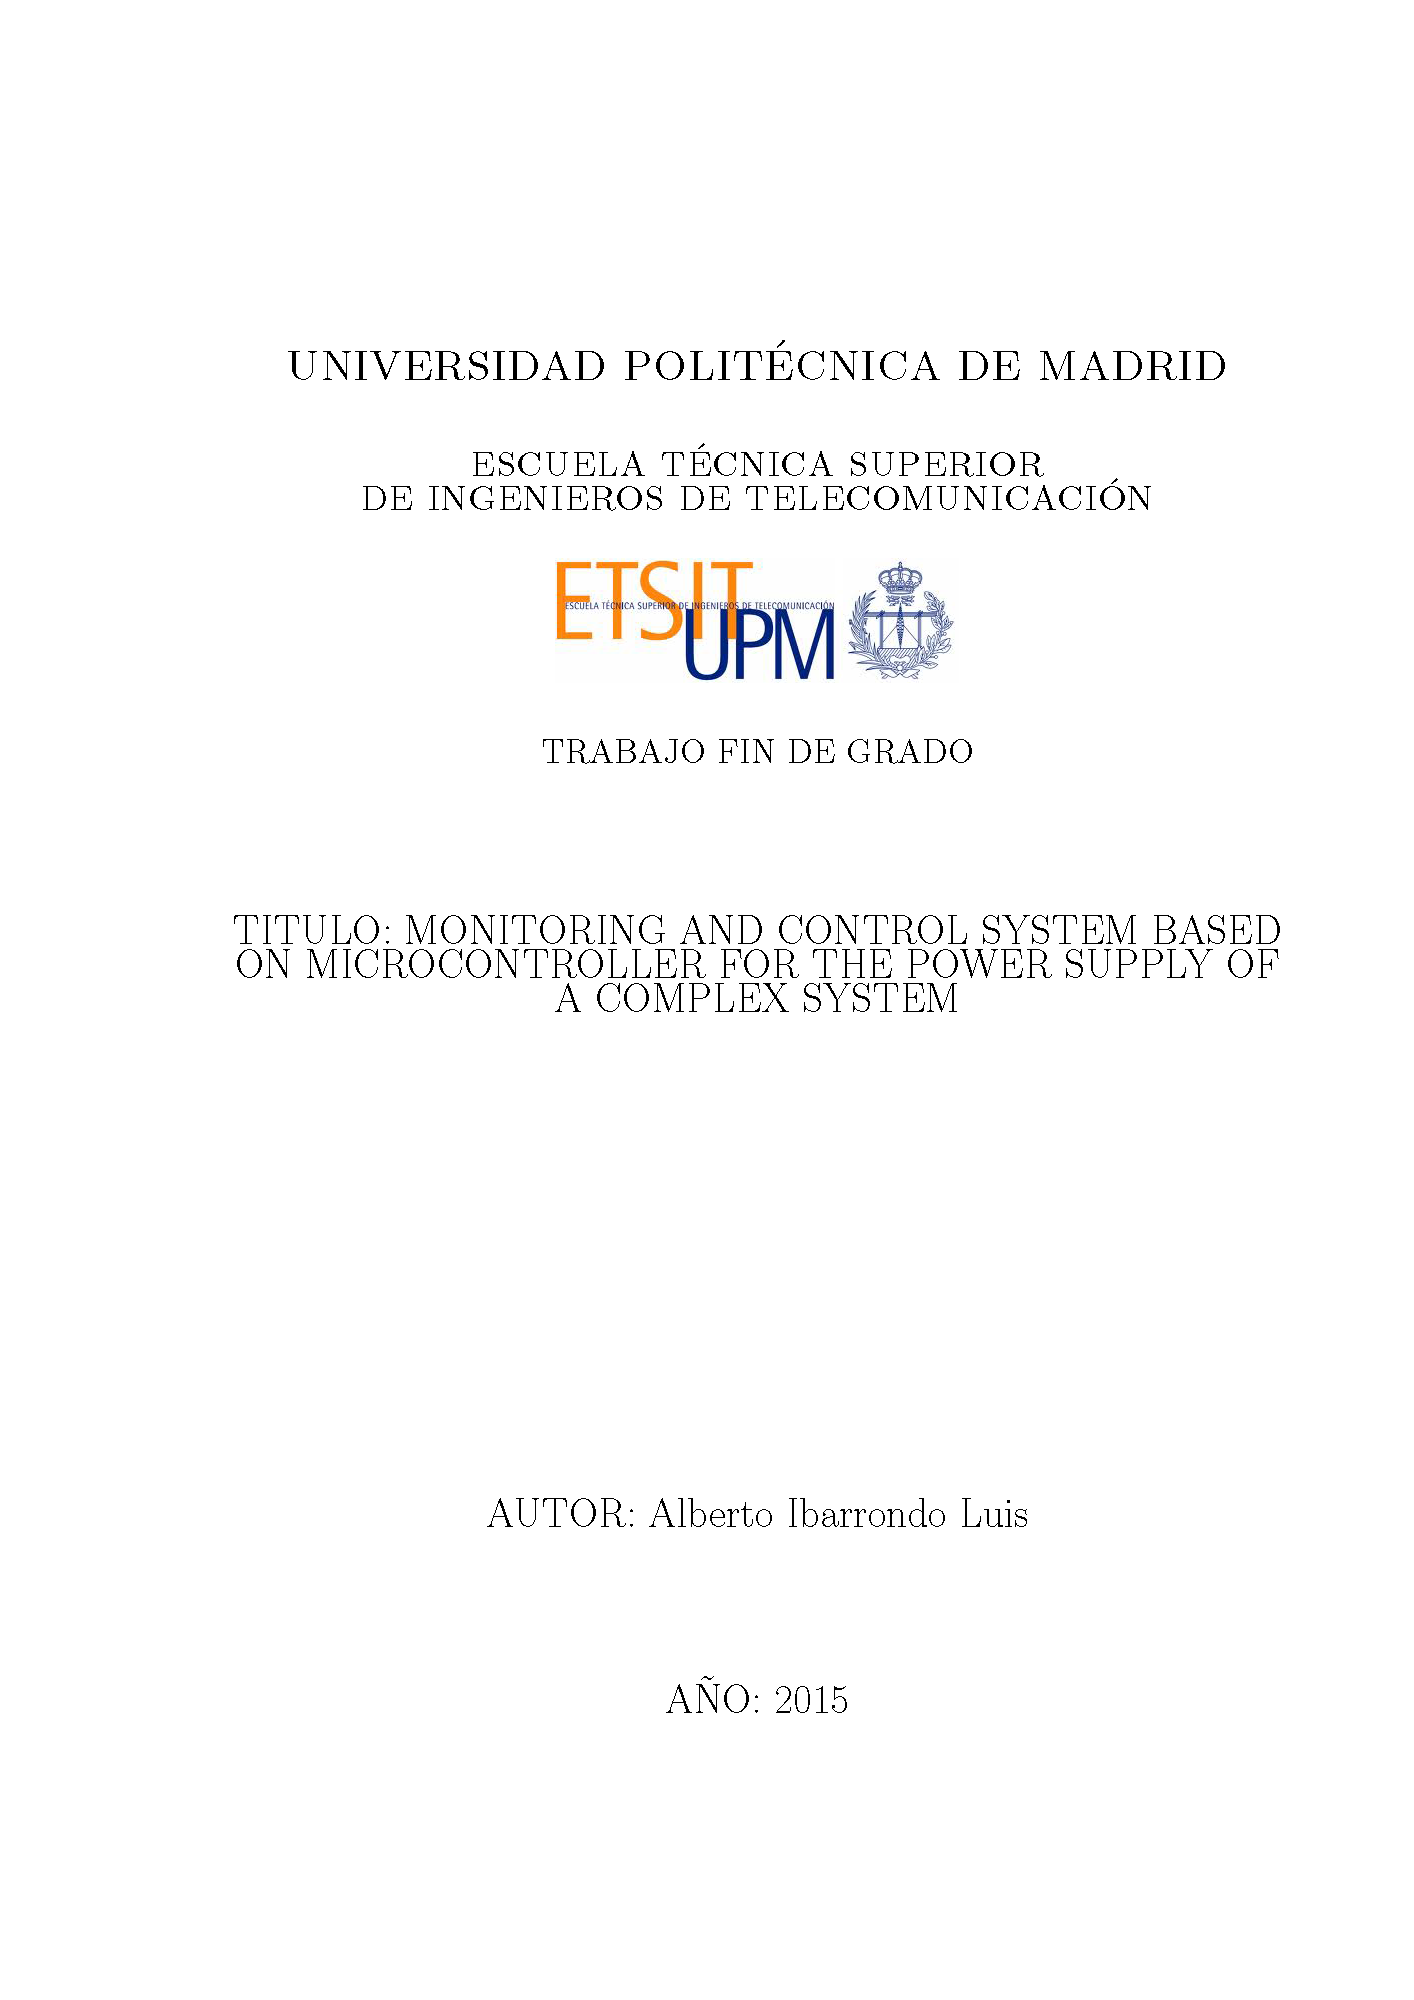 UNIVERSIDAD POLITÉCNICA DE MADRID
ESCUELA TÉCNICA SUPERIOR
DE INGENIEROS DE TELECOMUNICACIÓN
ETSIT
ESCUELA TÉCNICA SUPERIOR DE INGENIEROS DE TELECOMUNICACIÓN
UPM
TRABAJO FIN DE GRADO
TITULO: MONITORING AND CONTROL SYSTEM BASED
ON MICROCONTROLLER FOR THE POWER SUPPLY OF
A COMPLEX SYSTEM
AUTOR: Alberto Ibarrondo Luis
AÑO: 2015